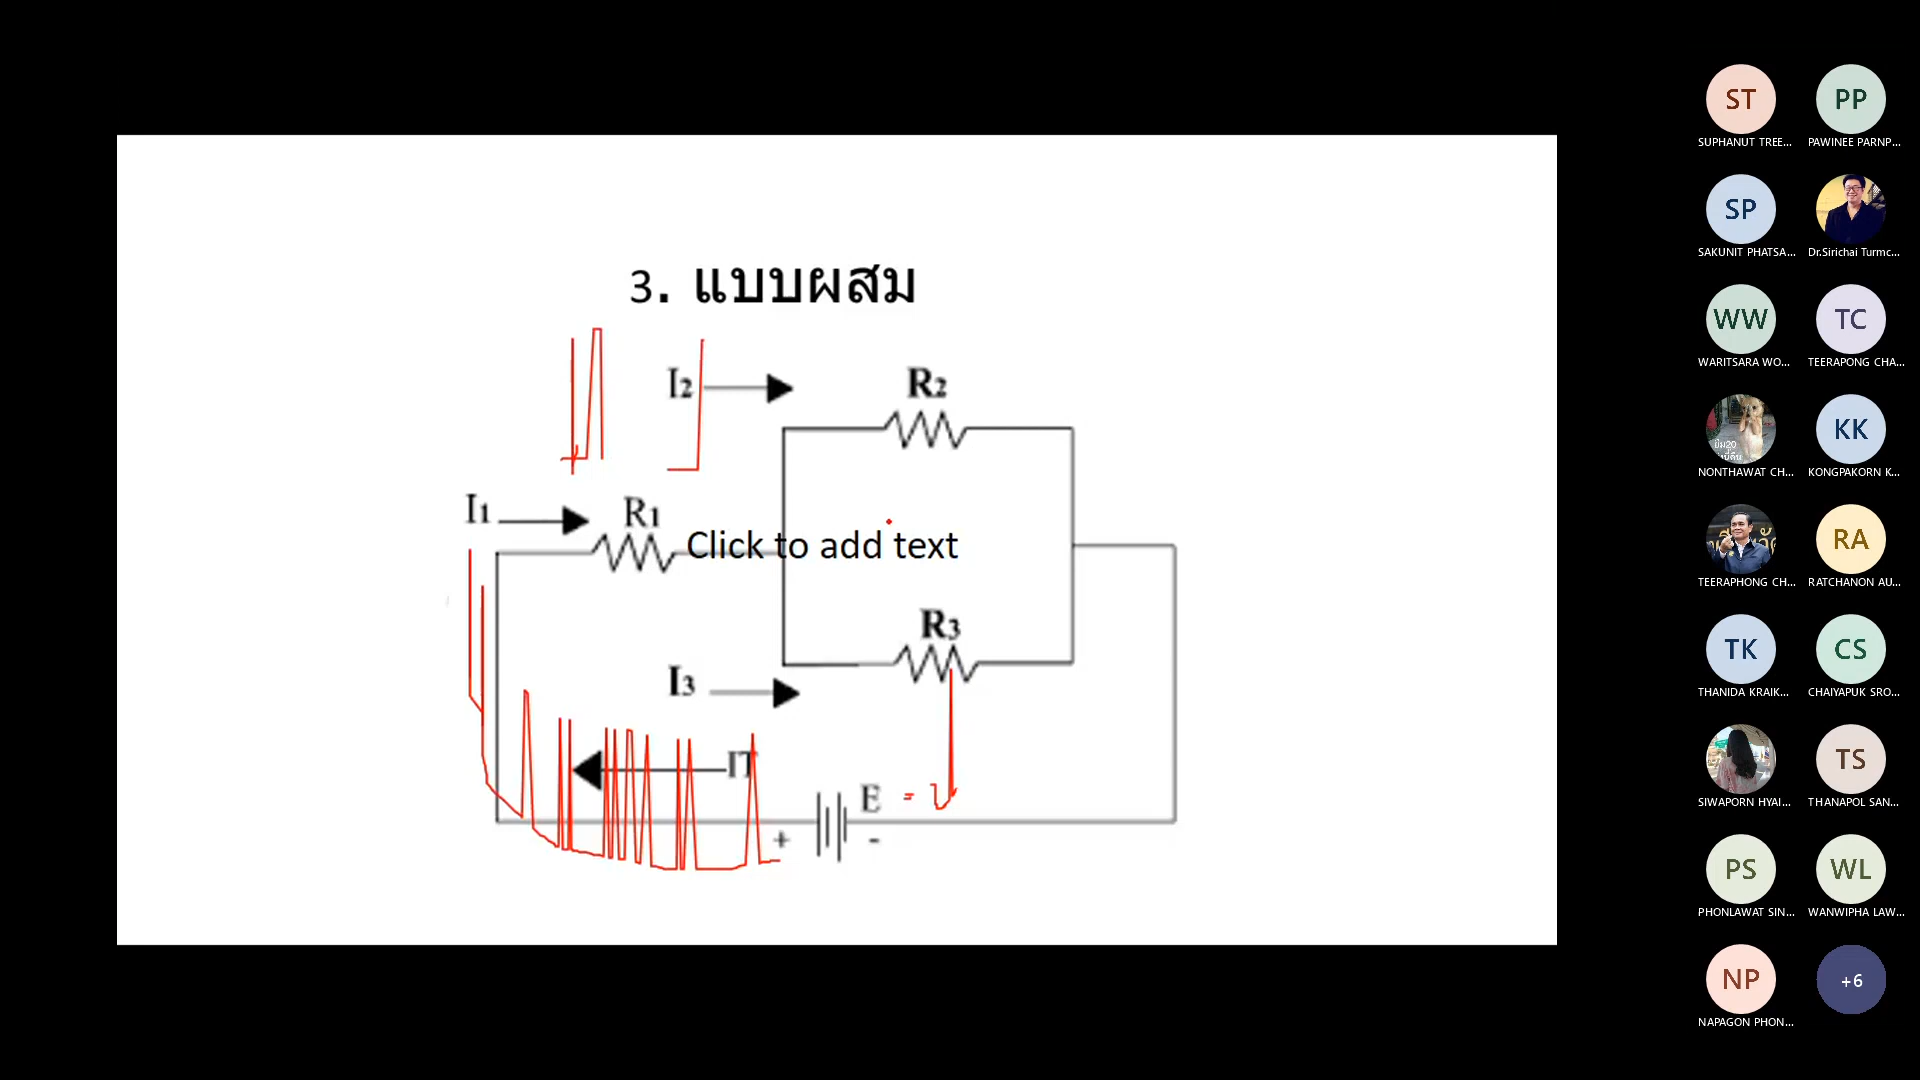 3. แบบผสม
I2
R2
I1
R1
Click to add text
R3
I3
IT
E = V
+
-
ST
PP
SUPHANUT TREE...
PAWINEE PARNP...
SP
SAKUNIT PHATSA...
Dr.Sirichai Turmc...
WW
TC
WARITSARA WO...
TEERAPONG CHA...
KK
NONTHAWAT CH...
KONGPAKORN K...
RA
TEERAPHONG CH...
RATCHANON AU...
TK
CS
THANIDA KRAIK...
CHAIYAPUK SRO...
TS
SIWAPORN HYAI...
THANAPOL SAN...
PS
WL
PHONLAWAT SIN...
WANWIPHA LAW...
NP
+6
NAPAGON PHON...